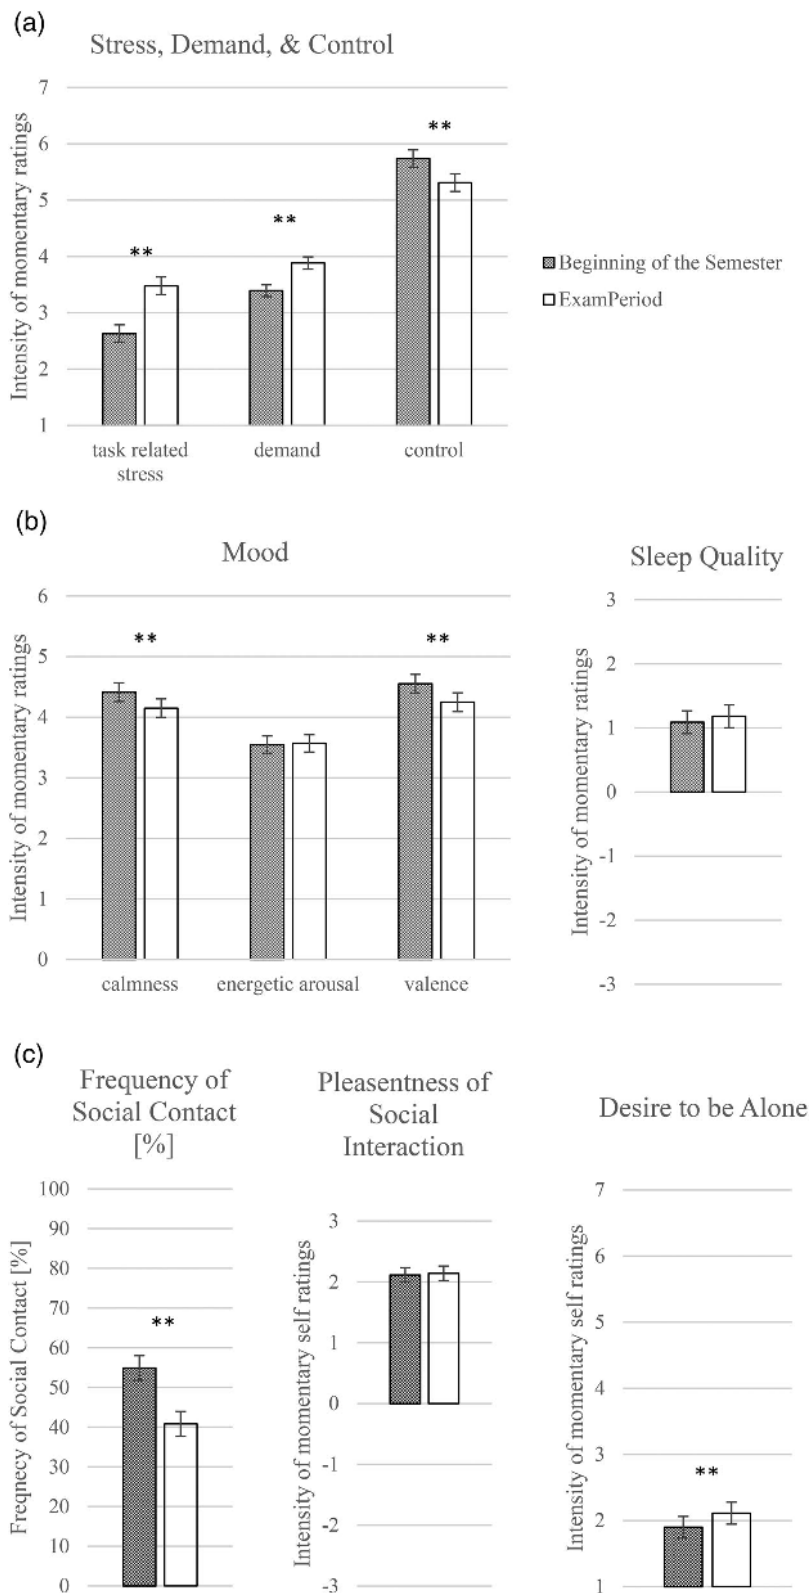 (a)
Stress, Demand, & Control
Intensity of momentary ratings
7
6
5
4
3
2
1
**
**
**
task related
stress
demand
control
Beginning of the Semester
ExamPeriod
(b)
Mood
Intensity of momentary ratings
6
5
4
3
2
1
0
**
**
calmness
energetic arousal
valence
Sleep Quality
Intensity of momentary ratings
3
2
1
0
-1
-2
-3
(c)
Frequency of
Social Contact
[%]
Freqnecy of Social Contact [%]
100
90
80
70
60
50
40
30
20
10
0
**
Pleasentness of
Social
Interaction
Intensity of momentary self ratings
3
2
1
0
-1
-2
-3
Desire to be Alone
Intensity of momentary self ratings
7
6
5
4
3
2
1
**